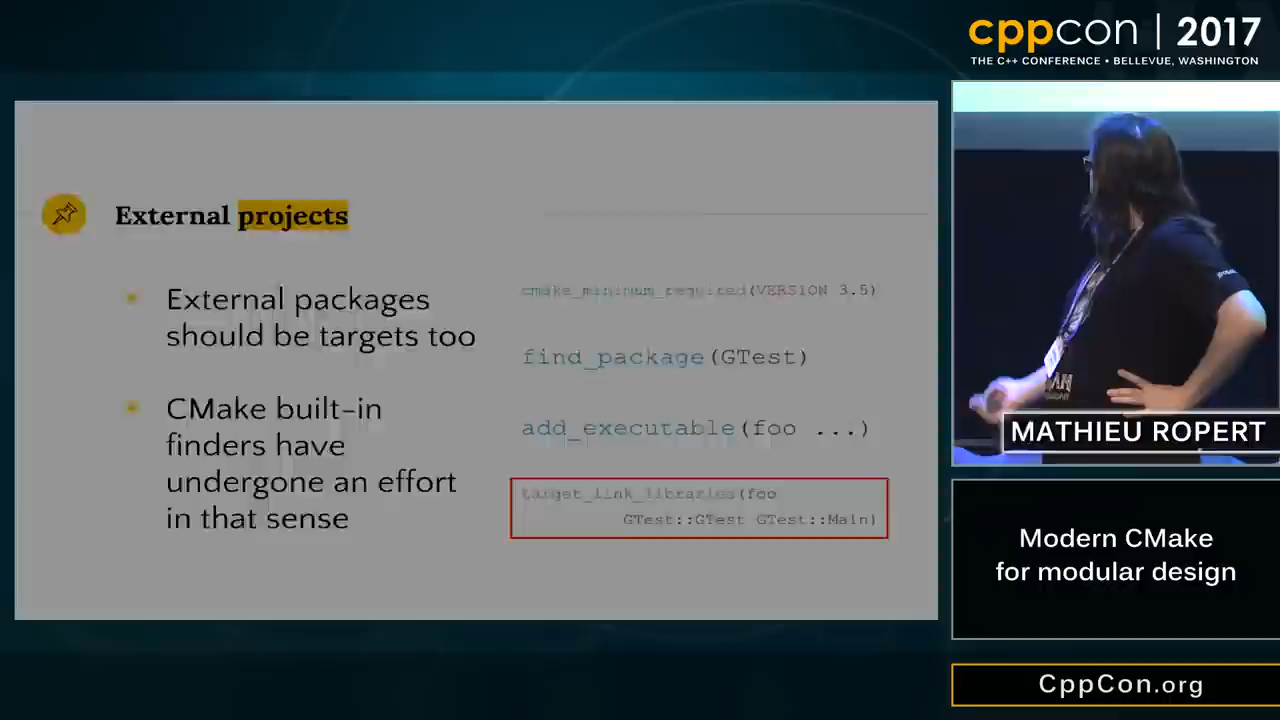 cppcon | 2017
THE C++ CONFERENCE • BELLEVUE, WASHINGTON
External projects
External packages
should be targets too
CMake built-in
finders have
undergone an effort
in that sense
cmake_minimum_required(VERSION 3.5)
find_package(GTest)
add_executable(foo ...)
target_link_libraries(foo
GTest::GTest GTest::Main)
MATHIEU ROPERT
Modern CMake
for modular design
CppCon.org